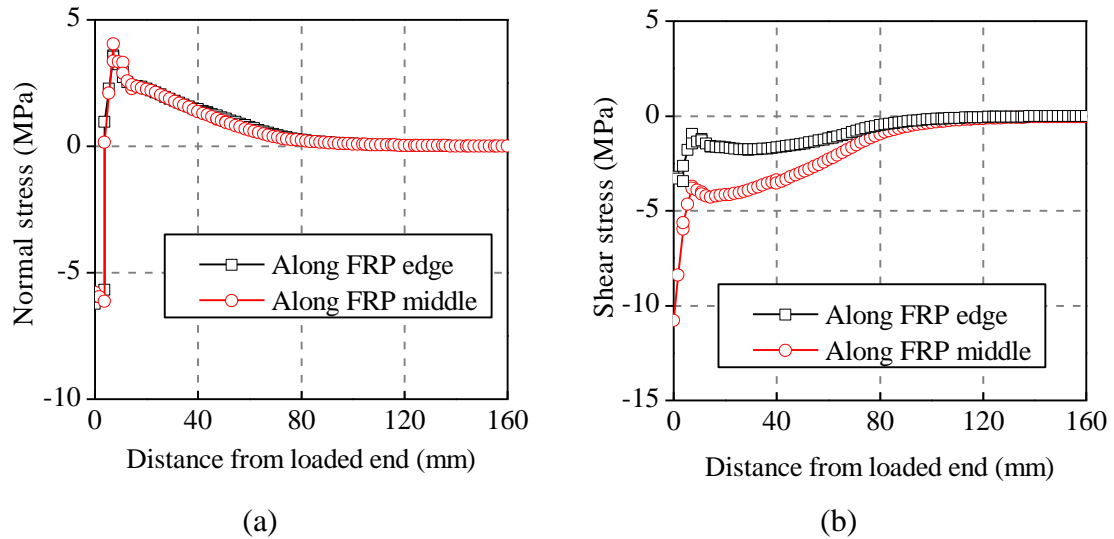 5
0
-5
-10
Normal stress (MPa)
Along FRP edge
Along FRP middle
0 40 80 120 160
Distance from loaded end (mm)
(a)
5
0
-5
-10
-15
Shear stress (MPa)
Along FRP edge
Along FRP middle
0 40 80 120 160
Distance from loaded end (mm)
(b)